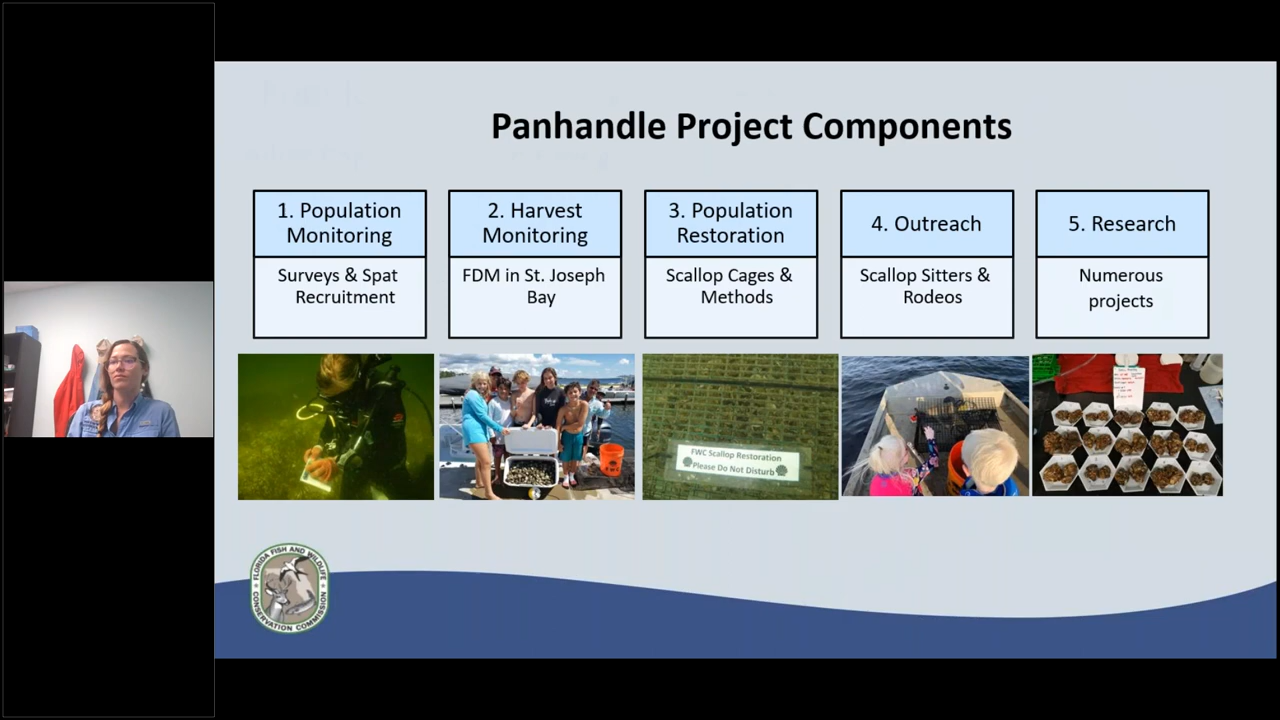 Panhandle Project Components
1. Population
Monitoring
Surveys & Spat
Recruitment
2. Harvest
Monitoring
FDM in St. Joseph
Bay
3. Population
Restoration
Scallop Cages &
Methods
4. Outreach
Scallop Sitters &
Rodeos
5. Research
Numerous
projects
FWC Scallop Restoration
Please Do Not Disturb
FLORIDA FISH AND WILDLIFE
CONSERVATION COMMISSION